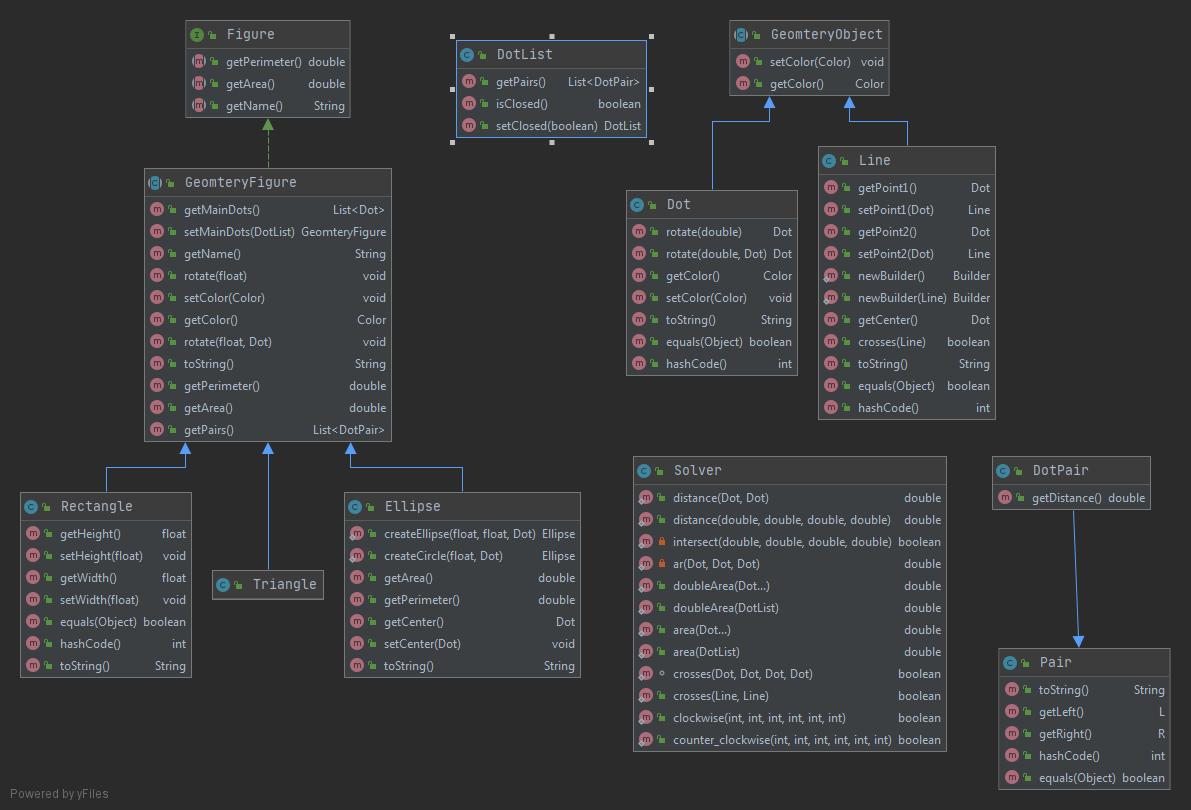 Figure
getPerimeter() double
getArea() double
getName() String
DotList
getPairs() List<DotPair>
isClosed() boolean
setClosed(boolean) DotList
GeomteryObject
setColor(Color) void
getColor() Color
GeomteryFigure
getMainDots() List<Dot>
setMainDots(DotList) GeomteryFigure
getName() String
rotate(float) void
setColor(Color) void
getColor() Color
rotate(float, Dot) void
toString() String
getPerimeter() double
getArea() double
getPairs() List<DotPair>
Dot
rotate(double) Dot
rotate(double, Dot) Dot
getColor() Color
setColor(Color) void
toString() String
equals(Object) boolean
hashCode() int
Line
getPoint1() Dot
setPoint1(Dot) Line
getPoint2() Dot
setPoint2(Dot) Line
newBuilder() Builder
newBuilder(Line) Builder
getCenter() Dot
crosses(Line) boolean
toString() String
equals(Object) boolean
hashCode() int
Rectangle
getHeight() float
setHeight(float) void
getWidth() float
setWidth(float) void
equals(Object) boolean
hashCode() int
toString() String
Triangle
Ellipse
createEllipse(float, float, Dot) Ellipse
createCircle(float, Dot) Ellipse
getArea() double
getPerimeter() double
getCenter() Dot
setCenter(Dot) void
toString() String
Solver
distance(Dot, Dot) double
distance(double, double, double, double) double
intersect(double, double, double, double) boolean
ar(Dot, Dot, Dot) double
doubleArea(Dot...) double
doubleArea(DotList) double
area(Dot...) double
area(DotList) double
crosses(Dot, Dot, Dot, Dot) boolean
crosses(Line, Line) boolean
clockwise(int, int, int, int, int, int) boolean
counter_clockwise(int, int, int, int, int, int) boolean
DotPair
getDistance() double
Pair
toString() String
getLeft() L
getRight() R
hashCode() int
equals(Object) boolean
Powered by yFiles